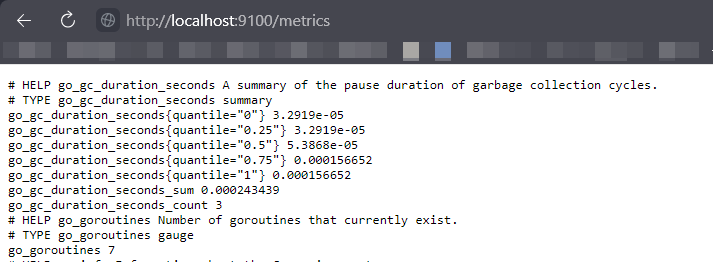 http://localhost:9100/metrics
# HELP go_gc_duration_seconds A summary of the pause duration of garbage collection cycles.
# TYPE go_gc_duration_seconds summary
go_gc_duration_seconds{quantile="0"} 3.2919e-05
go_gc_duration_seconds{quantile="0.25"} 3.2919e-05
go_gc_duration_seconds{quantile="0.5"} 5.3868e-05
go_gc_duration_seconds{quantile="0.75"} 0.000156652
go_gc_duration_seconds{quantile="1"} 0.000156652
go_gc_duration_seconds_sum 0.000243439
go_gc_duration_seconds_count 3
# HELP go_goroutines Number of goroutines that currently exist.
# TYPE go_goroutines gauge
go_goroutines 7